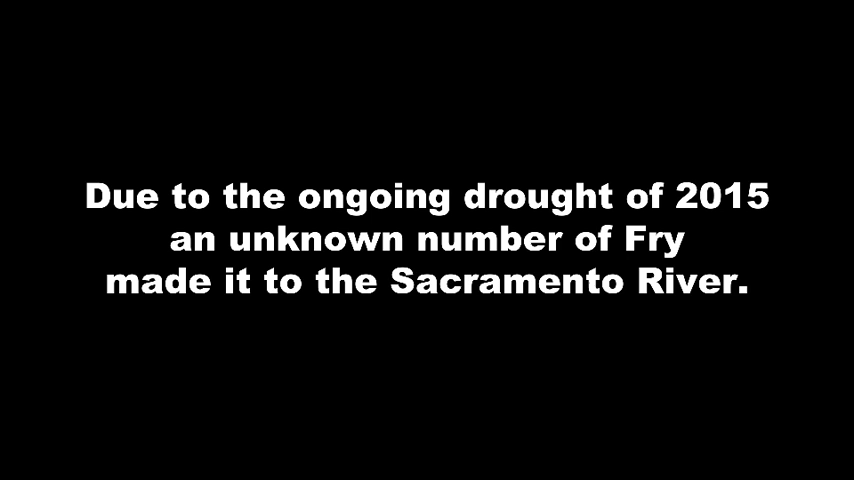 Due to the ongoing drought of 2015
an unknown number of Fry
made it to the Sacramento River.